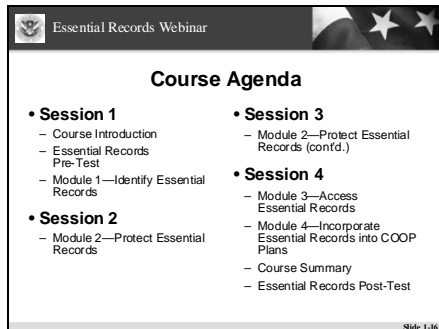 Essential Records Webinar
Course Agenda
• Session 1
– Course Introduction
– Essential Records
Pre-Test
– Module 1—Identify Essential
Records
• Session 2
– Module 2—Protect Essential
Records
• Session 3
– Module 2—Protect Essential
Records (cont'd.)
• Session 4
– Module 3—Access
Essential Records
– Module 4—Incorporate
Essential Records into COOP
Plans
– Course Summary
– Essential Records Post-Test
Slide 1-16